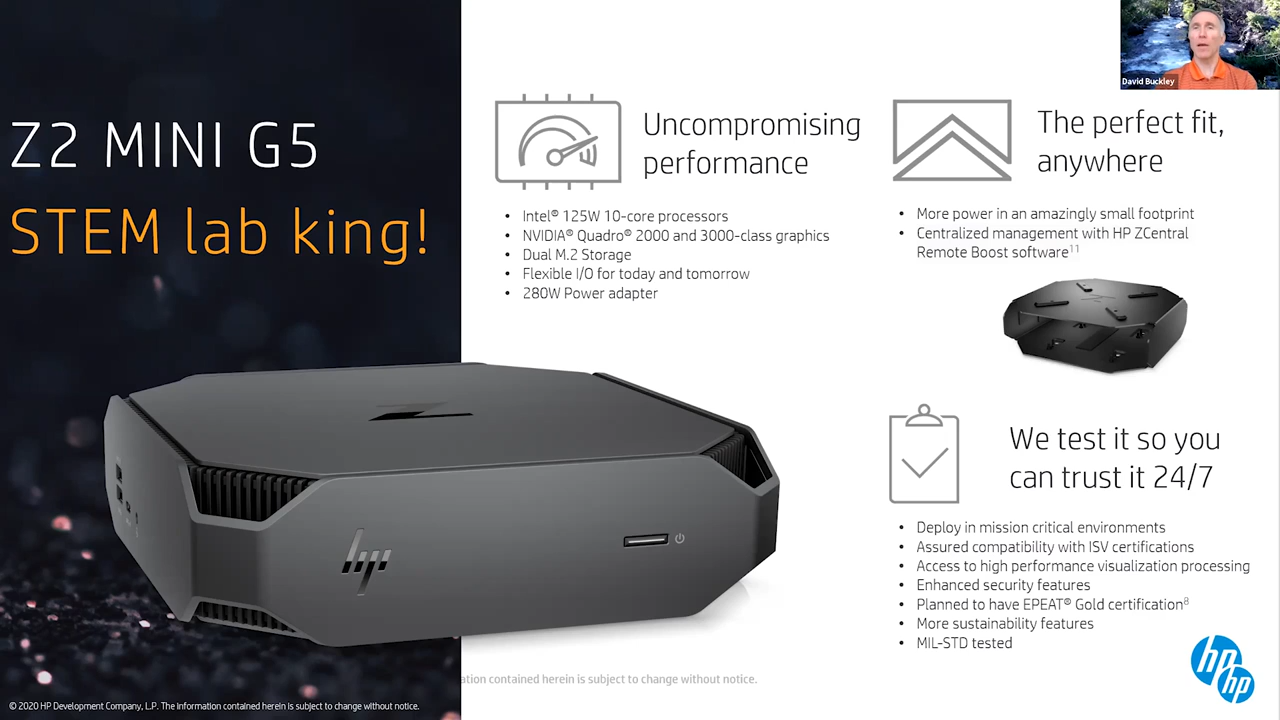 Z2 MINI G5
STEM lab king!
Uncompromising
performance
• Intel® 125W 10-core processors
• NVIDIA® Quadro® 2000 and 3000-class graphics
• Dual M.2 Storage
• Flexible I/O for today and tomorrow
• 280W Power adapter
The perfect fit,
anywhere
• More power in an amazingly small footprint
• Centralized management with HP ZCentral
Remote Boost software11
We test it so you
can trust it 24/7
• Deploy in mission critical environments
• Assured compatibility with ISV certifications
• Access to high performance visualization processing
• Enhanced security features
• Planned to have EPEAT® Gold certification8
• More sustainability features
• MIL-STD tested
David Buckley
hp
hp
hp
ation contained herein is subject to change without notice.
© 2020 HP Development Company, L.P. The information contained herein is subject to change without notice.